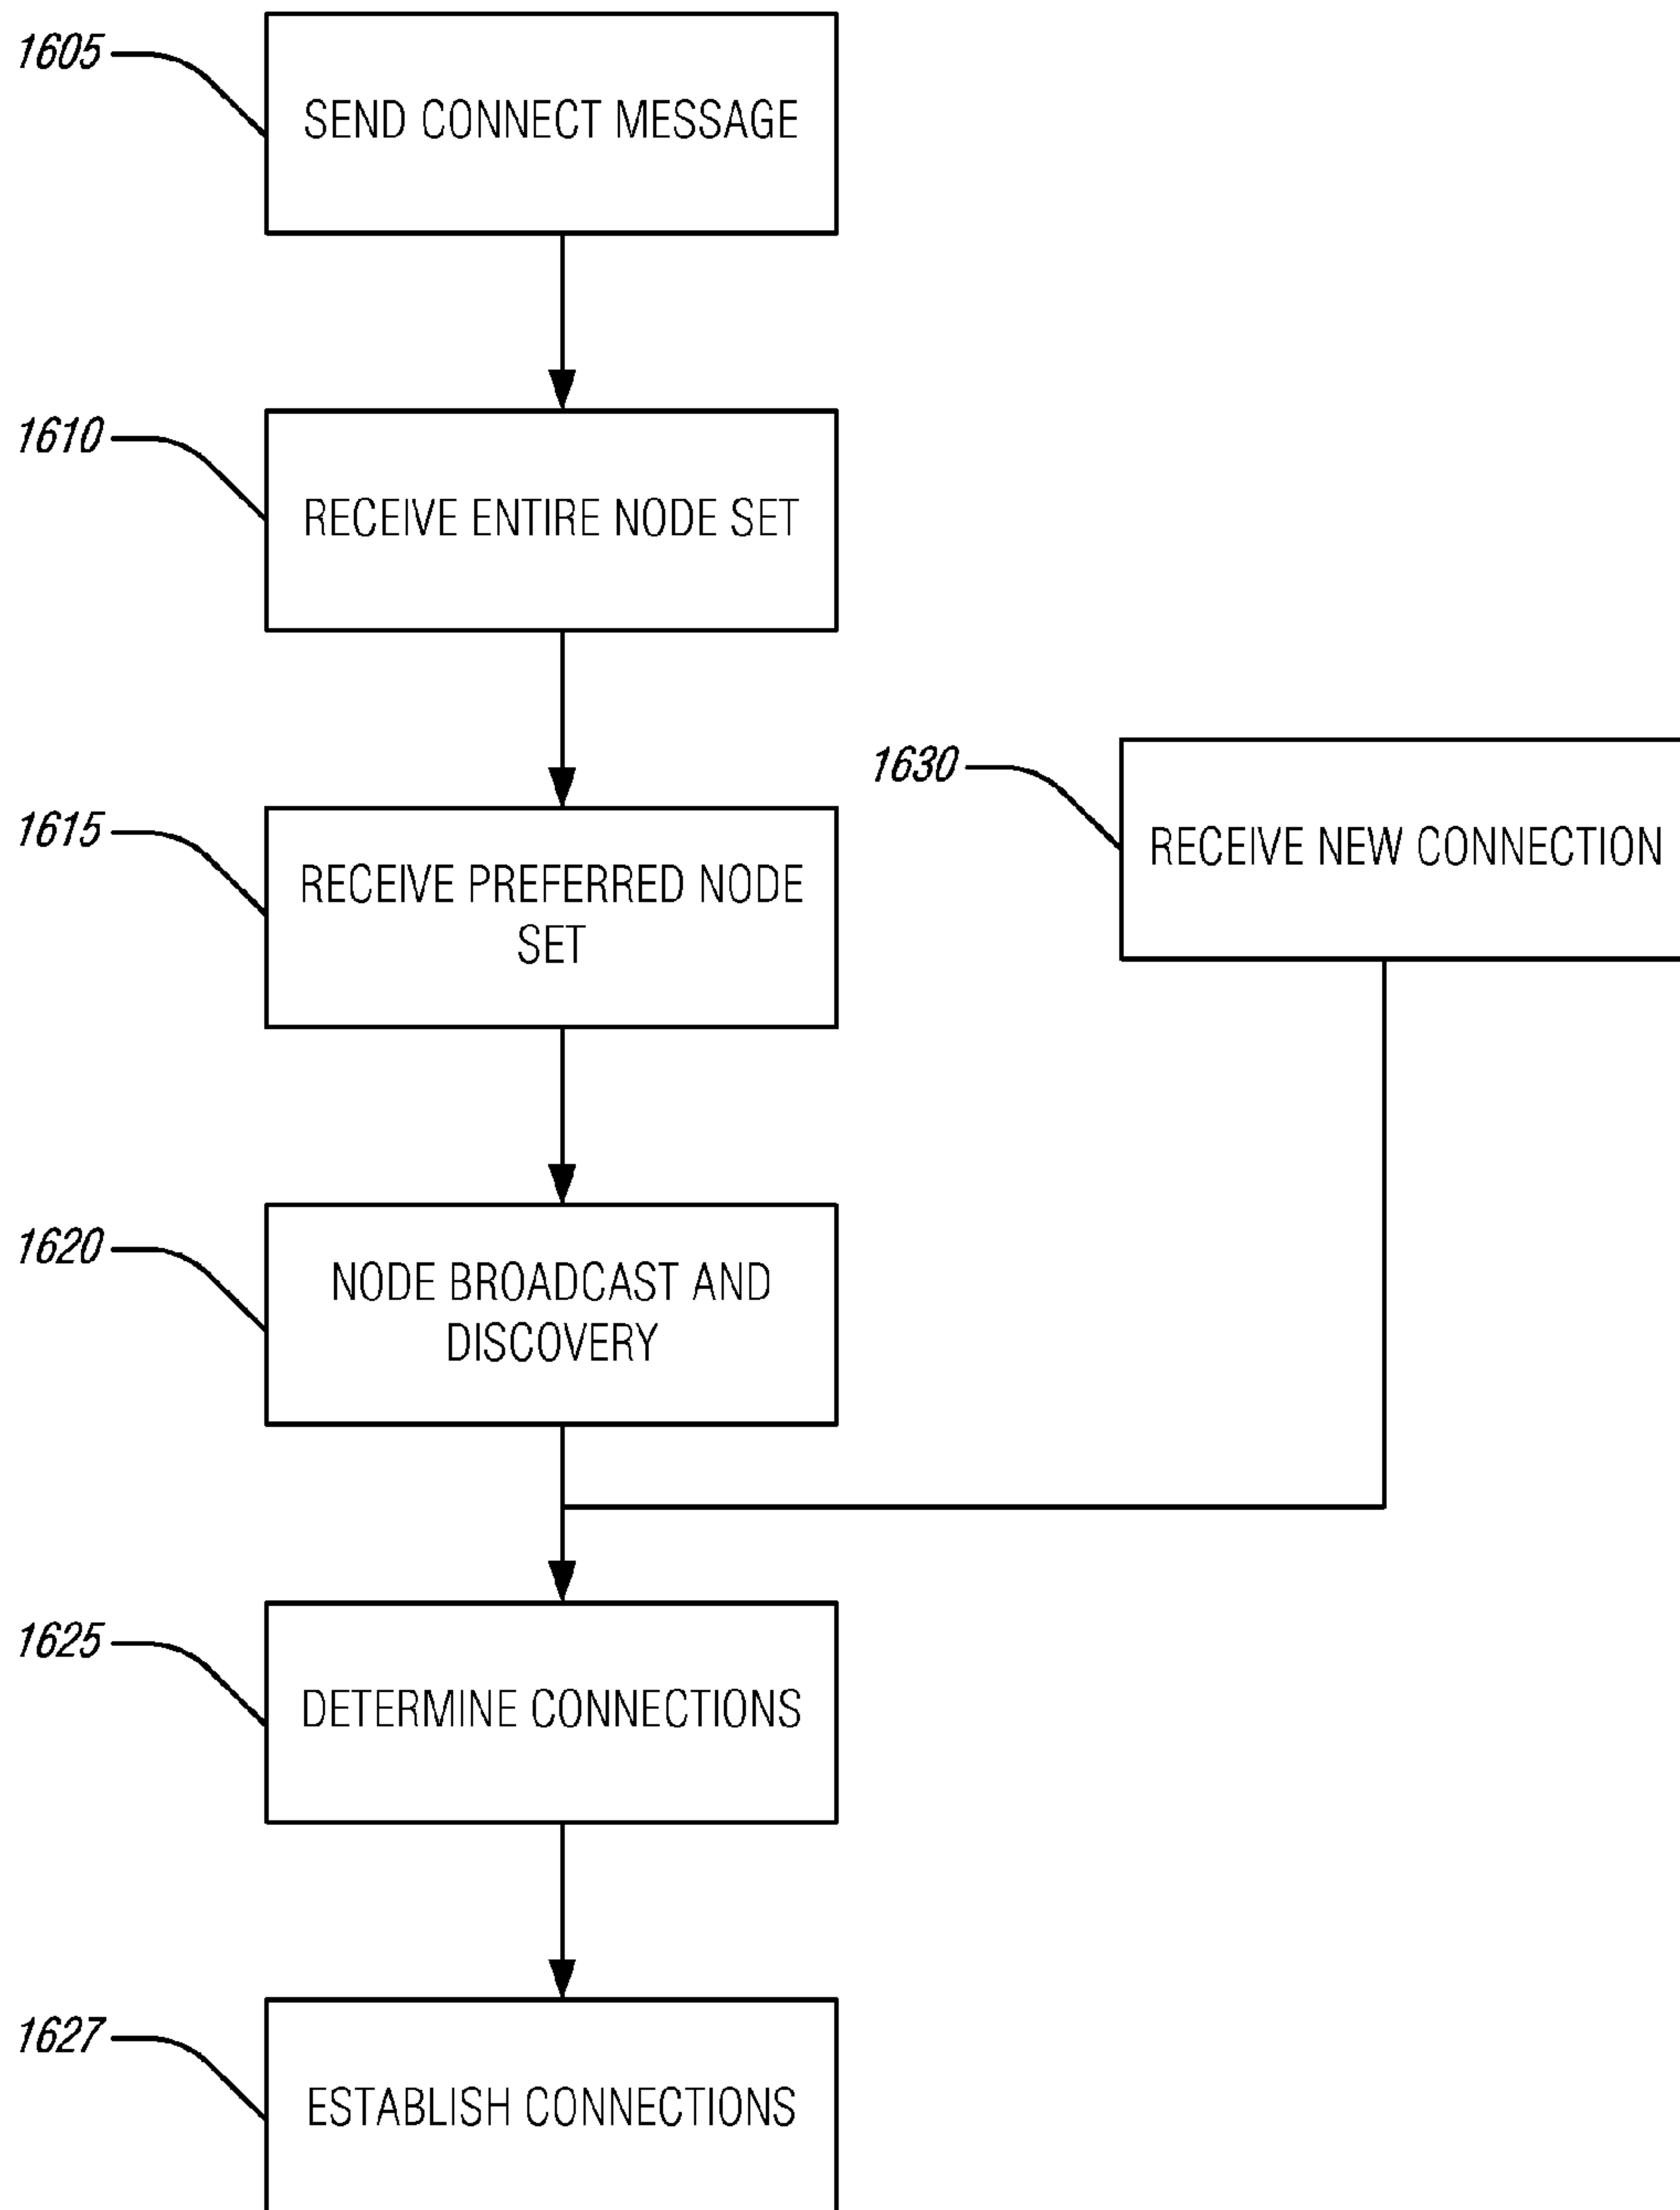 1605
SEND CONNECT MESSAGE
1610
RECEIVE ENTIRE NODE SET
1615
RECEIVE PREFERRED NODE
SET
1630
RECEIVE NEW CONNECTION
1620
NODE BROADCAST AND
DISCOVERY
1625
DETERMINE CONNECTIONS
1627
ESTABLISH CONNECTIONS